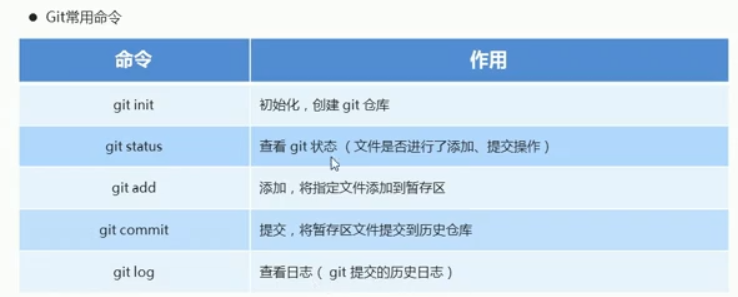 ● Git常用命令
命令 作用
git init 初始化，创建 git 仓库
git status 查看 git 状态 （文件是否进行了添加、提交操作）
git add 添加，将指定文件添加到暂存区
git commit 提交，将暂存区文件提交到历史仓库
git log 查看日志（ git 提交的历史日志）